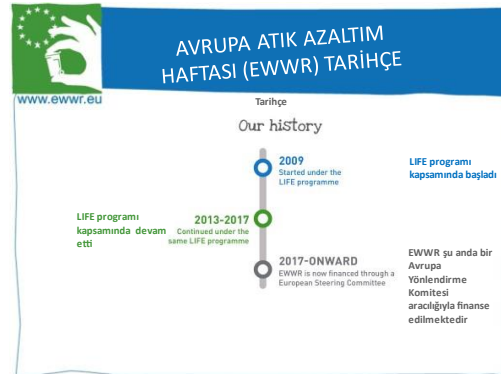 AVRUPA ATIK AZALTIM
HAFTASI (EWWR) TARİHÇE
www.ewwr.eu
Tarihçe
Our history
2009
Started under the
LIFE programme
LIFE programı
kapsamında başladı
LIFE programı
kapsamında devam
etti
2013-2017
Continued under the
same LIFE programme
2017-ONWARD
EWWR is now financed through a
European Steering Committee
EWWR şu anda bir
Avrupa
Yönlendirme
Komitesi
aracılığıyla finanse
edilmektedir